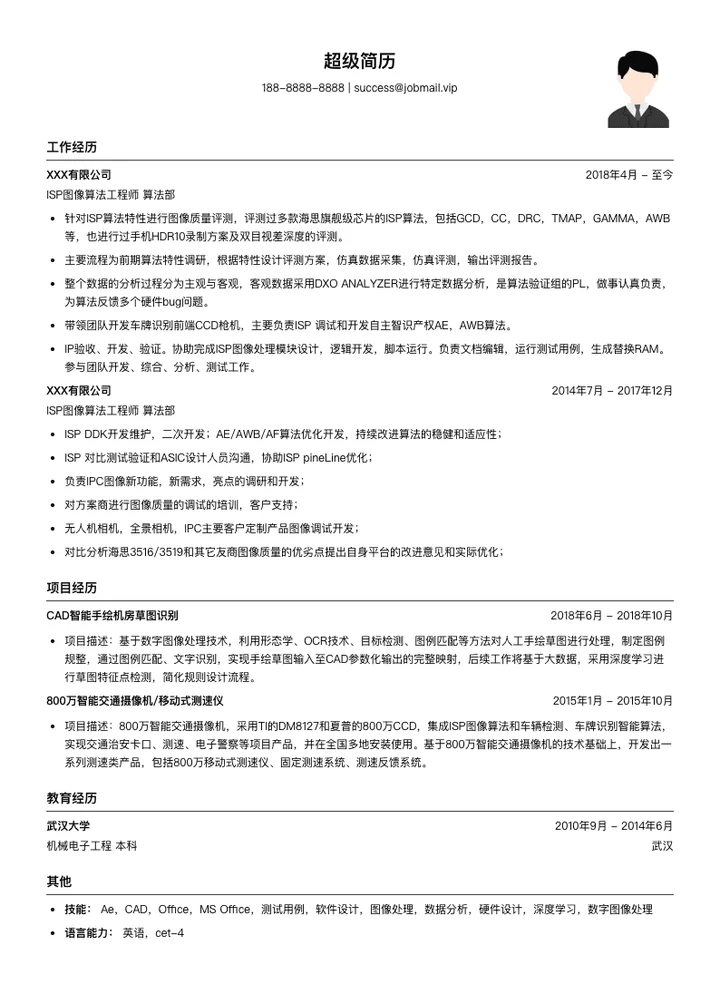 超级简历
188-8888-8888 | success@jobmail.vip
工作经历
XXX有限公司 2018年4月 – 至今
ISP图像算法工程师 算法部
• 针对ISP算法特性进行图像质量评测，评测过多款海思旗舰级芯片的ISP算法，包括GCD，CC，DRC，TMAP，GAMMA，AWB
等，也进行过手机HDR10录制方案及双目视差深度的评测。
• 主要流程为前期算法特性调研，根据特性设计评测方案，仿真数据采集，仿真评测，输出评测报告。
• 整个数据的分析过程分为主观与客观，客观数据采用DXO ANALYZER进行特定数据分析，是算法验证组的PL，做事认真负责，
为算法反馈多个硬件bug问题。
• 带领团队开发车牌识别前端CCD枪机，主要负责ISP 调试和开发自主智识产权AE，AWB算法。
• IP验收、开发、验证。协助完成ISP图像处理模块设计，逻辑开发，脚本运行。负责文档编辑，运行测试用例，生成替换RAM。
参与团队开发、综合、分析、测试工作。
XXX有限公司 2014年7月 – 2017年12月
ISP图像算法工程师 算法部
• ISP DDK开发维护，二次开发；AE/AWB/AF算法优化开发，持续改进算法的稳健和适应性；
• ISP 对比测试验证和ASIC设计人员沟通，协助ISP pineLine优化；
• 负责IPC图像新功能，新需求，亮点的调研和开发；
• 对方案商进行图像质量的调试的培训，客户支持；
• 无人机相机，全景相机，IPC主要客户定制产品图像调试开发；
• 对比分析海思3516/3519和其它友商图像质量的优劣点提出自身平台的改进意见和实际优化；
项目经历
CAD智能手绘机房草图识别 2018年6月 – 2018年10月
• 项目描述：基于数字图像处理技术，利用形态学、OCR技术、目标检测、图例匹配等方法对人工手绘草图进行处理，制定图例
规整，通过图例匹配、文字识别，实现手绘草图输入至CAD参数化输出的完整映射，后续工作将基于大数据，采用深度学习进
行草图特征点检测，简化规则设计流程。
800万智能交通摄像机/移动式测速仪 2015年1月 – 2015年10月
• 项目描述：800万智能交通摄像机，采用TI的DM8127和夏普的800万CCD，集成ISP图像算法和车辆检测、车牌识别智能算法，
实现交通治安卡口、测速、电子警察等项目产品，并在全国多地安装使用。基于800万智能交通摄像机的技术基础上，开发出一
系列测速类产品，包括800万移动式测速仪、固定测速系统、测速反馈系统。
教育经历
武汉大学 2010年9月 – 2014年6月
机械电子工程 本科 武汉
其他
• 技能： Ae，CAD，Office，MS Office，测试用例，软件设计，图像处理，数据分析，硬件设计，深度学习，数字图像处理
• 语言能力： 英语，cet-4